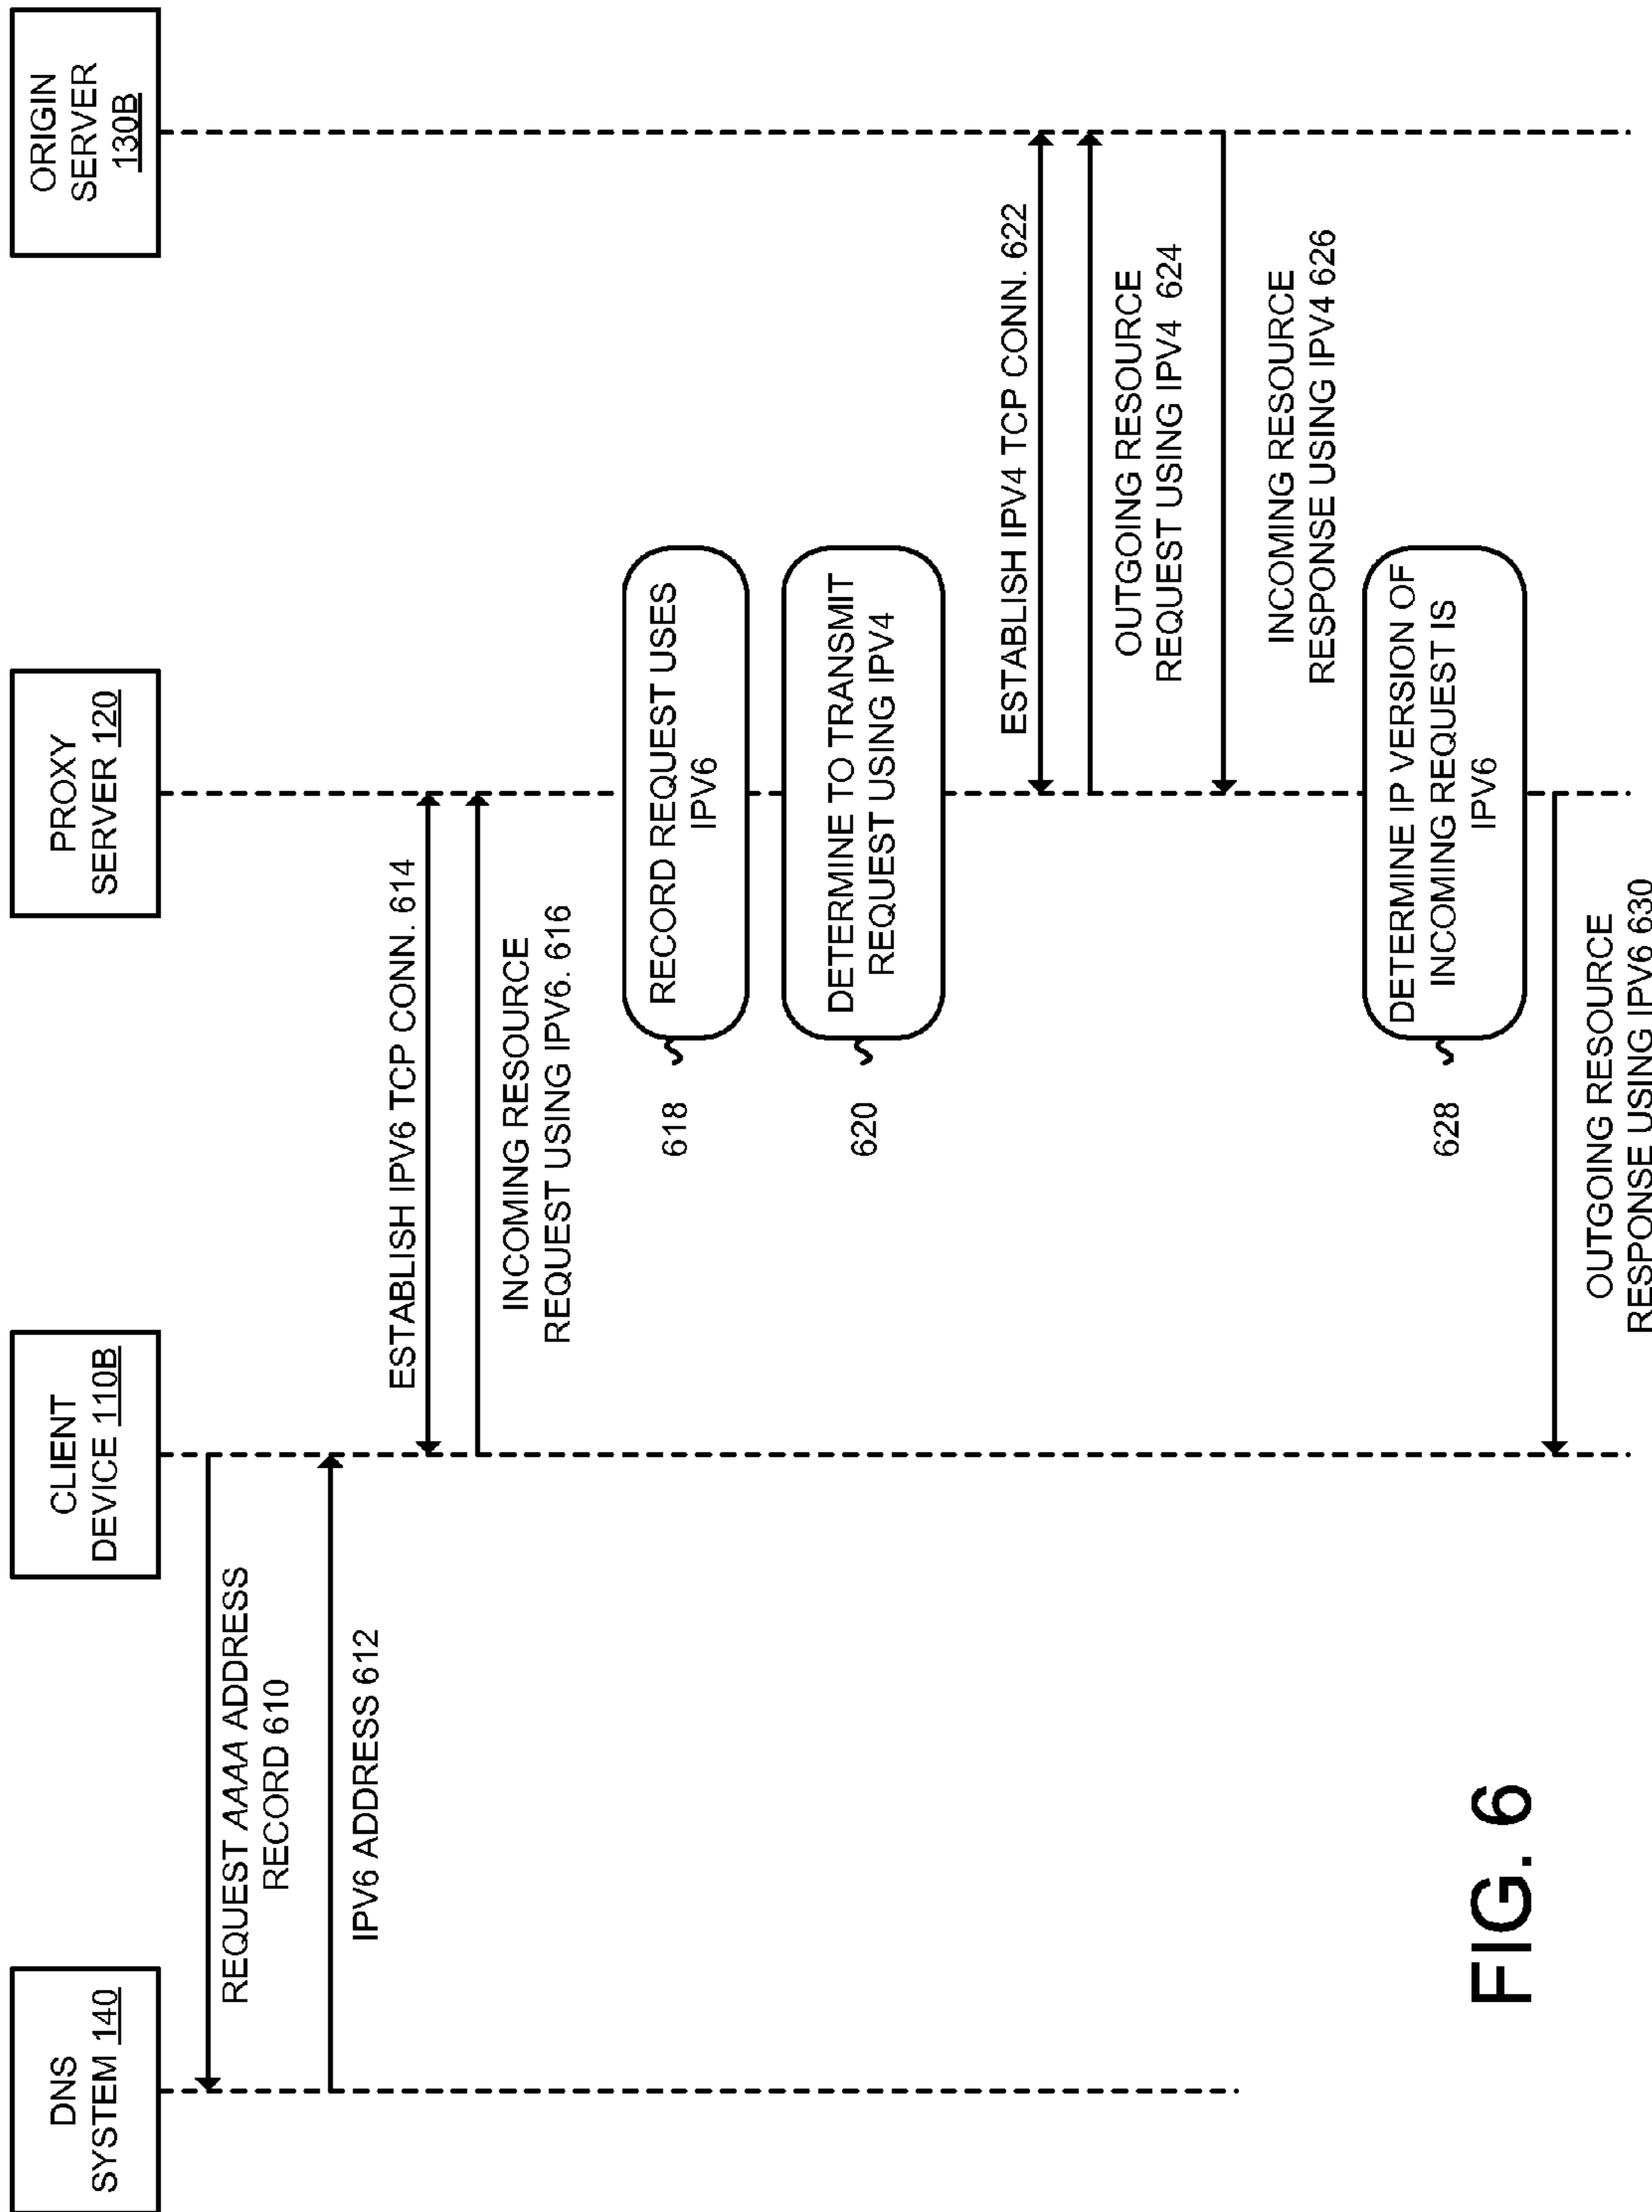 DNS
SYSTEM 140
CLIENT
DEVICE 110B
PROXY
SERVER 120
ORIGIN
SERVER
130B
REQUEST AAAA ADDRESS
RECORD 610
IPV6 ADDRESS 612
ESTABLISH IPV6 TCP CONN. 614
INCOMING RESOURCE
REQUEST USING IPV6. 616
RECORD REQUEST USES
IPV6
618
DETERMINE TO TRANSMIT
REQUEST USING IPV4
620
ESTABLISH IPV4 TCP CONN. 622
OUTGOING RESOURCE
REQUEST USING IPV4 624
INCOMING RESOURCE
RESPONSE USING IPV4 626
DETERMINE IP VERSION OF
INCOMING REQUEST IS
IPV6
628
OUTGOING RESOURCE
RESPONSE USING IPV6 630
FIG. 6